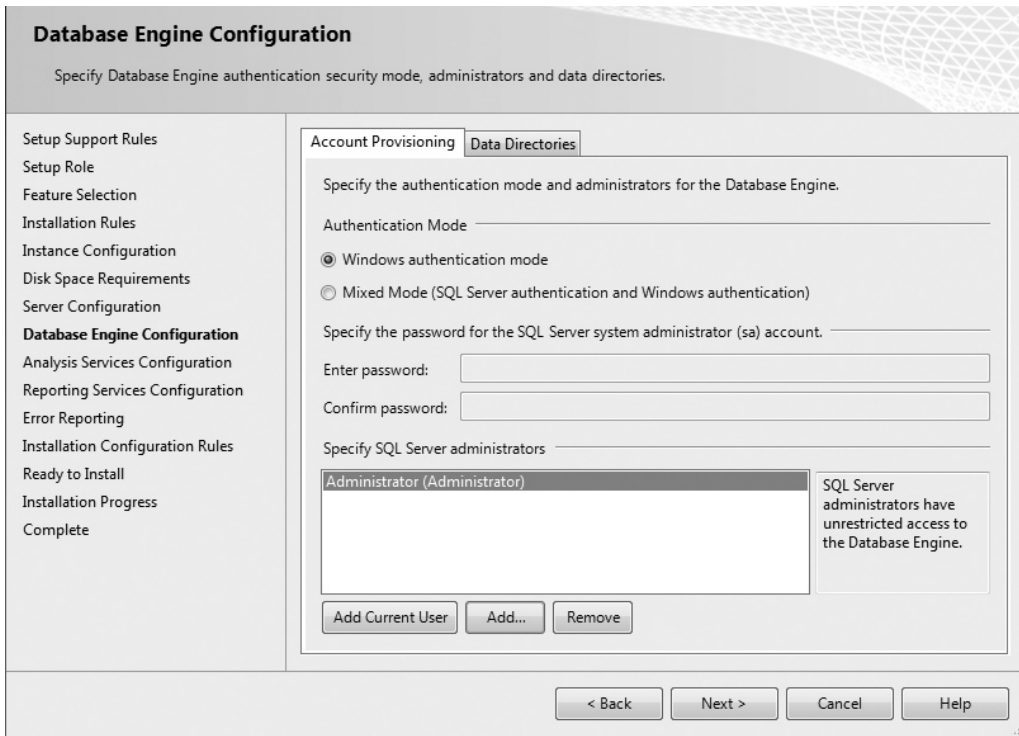 Database Engine Configuration
Specify Database Engine authentication security mode, administrators and data directories.
Setup Support Rules
Setup Role
Feature Selection
Installation Rules
Instance Configuration
Disk Space Requirements
Server Configuration
Database Engine Configuration
Analysis Services Configuration
Reporting Services Configuration
Error Reporting
Installation Configuration Rules
Ready to Install
Installation Progress
Complete
Account Provisioning
Data Directories
Specify the authentication mode and administrators for the Database Engine.
Authentication Mode
Windows authentication mode
Mixed Mode (SQL Server authentication and Windows authentication)
Specify the password for the SQL Server system administrator (sa) account.
Enter password:
Confirm password:
Specify SQL Server administrators
Administrator (Administrator)
SQL Server
administrators have
unrestricted access to
the Database Engine.
Add Current User
Add...
Remove
< Back
Next >
Cancel
Help